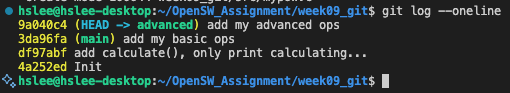 hslee@hslee-desktop:~/OpenSW_Assignment/week09_git$ git log --oneline
9a040c4 (HEAD -> advanced) add my advanced ops
3da96fa (main) add my basic ops
df97abf add calculate(), only print calculating...
4a252ed Init
hslee@hslee-desktop:~/OpenSW_Assignment/week09_git$